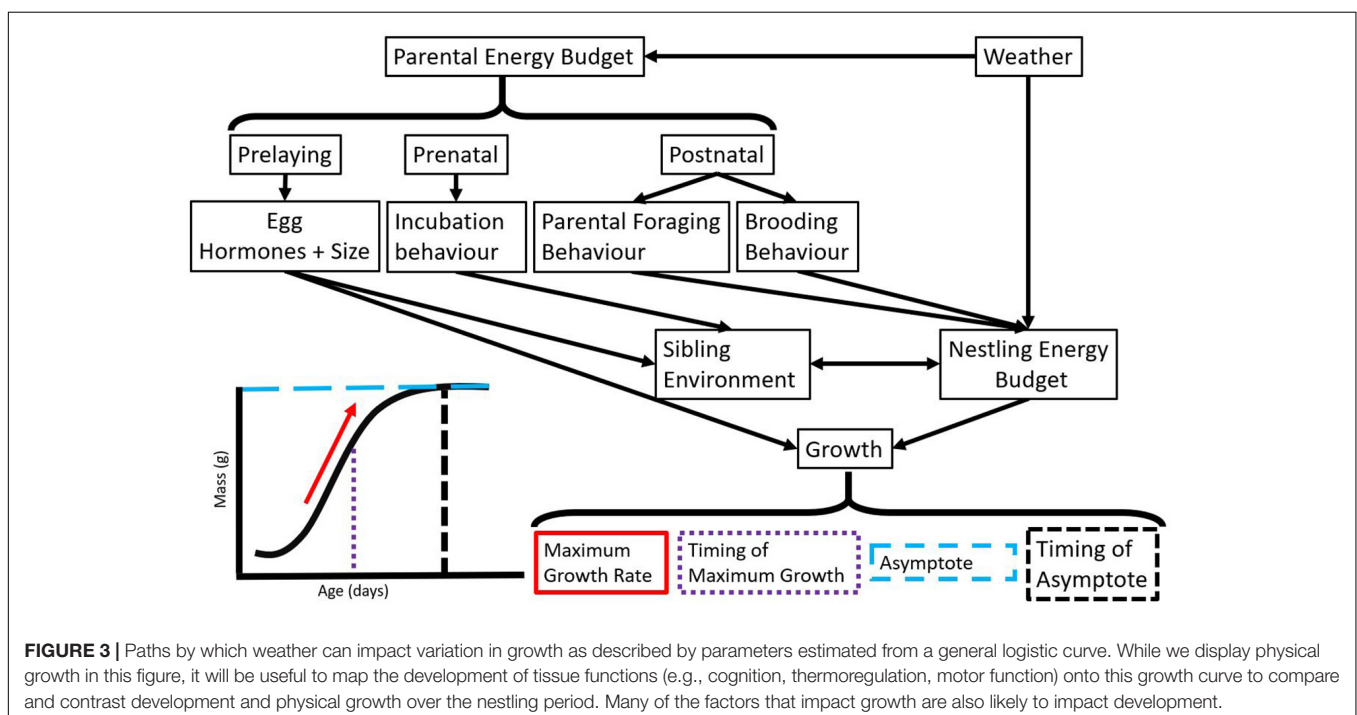 Parental Energy Budget
Weather
Prelaying
Prenatal
Postnatal
Egg
Hormones + Size
Incubation
behaviour
Parental Foraging
Behaviour
Brooding
Behaviour
Sibling
Environment
Nestling Energy
Budget
Growth
Mass (g)
Age (days)
Maximum
Growth Rate
Timing of
Maximum Growth
Asymptote
Timing of
Asymptote
FIGURE 3 | Paths by which weather can impact variation in growth as described by parameters estimated from a general logistic curve. While we display physical
growth in this figure, it will be useful to map the development of tissue functions (e.g., cognition, thermoregulation, motor function) onto this growth curve to compare
and contrast development and physical growth over the nestling period. Many of the factors that impact growth are also likely to impact development.